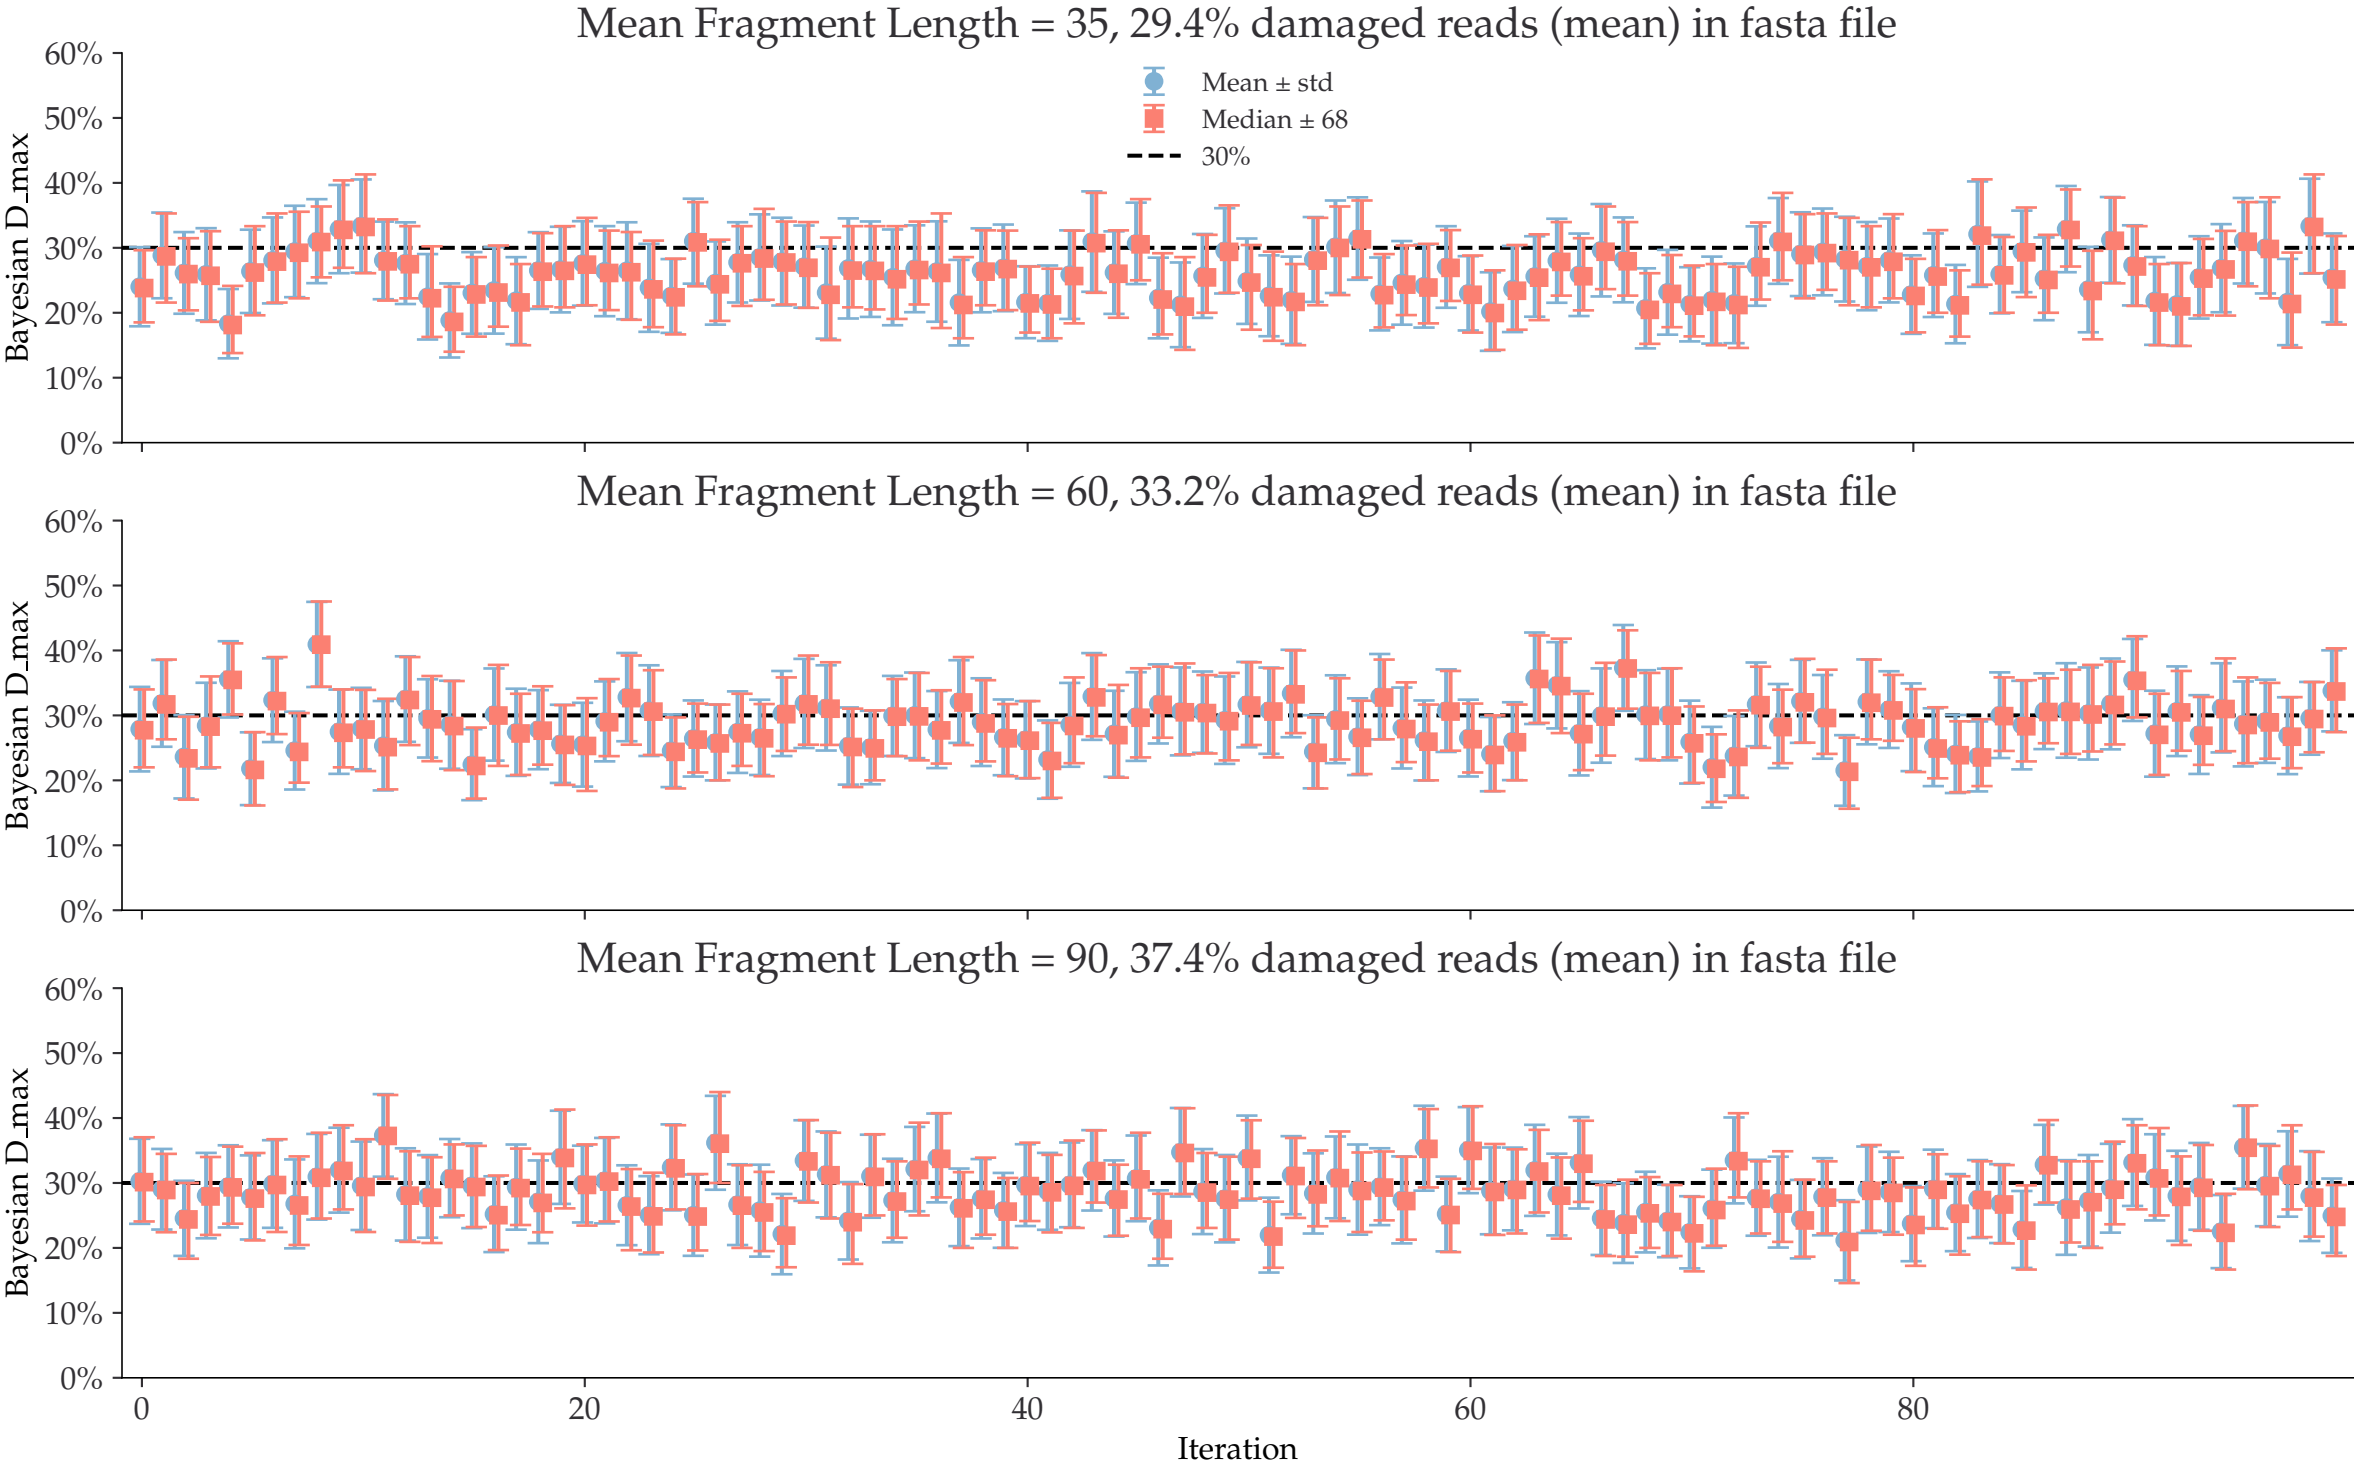 Mean Fragment Length = 35, 29.4% damaged reads (mean) in fasta file
60%
50%
40%
30%
20%
10%
0%
Bayesian D_max
Mean ± std
Median ± 68
30%
Mean Fragment Length = 60, 33.2% damaged reads (mean) in fasta file
60%
50%
40%
30%
20%
10%
0%
Bayesian D_max
Mean Fragment Length = 90, 37.4% damaged reads (mean) in fasta file
60%
50%
40%
30%
20%
10%
0%
Bayesian D_max
0 20 40 60 80
Iteration